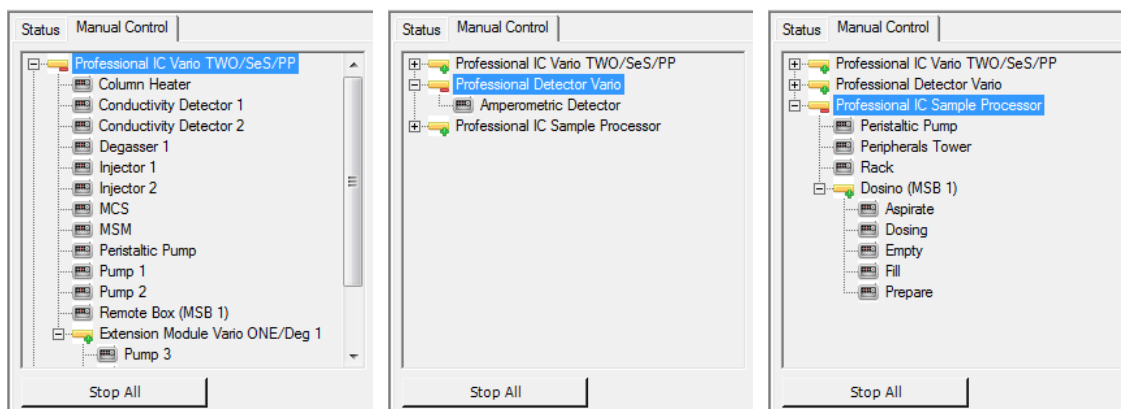 Status Manual Control
Professional IC Vario TWO/SeS/PP
Column Heater
Conductivity Detector 1
Conductivity Detector 2
Degasser 1
Injector 1
Injector 2
MCS
MSM
Peristaltic Pump
Pump 1
Pump 2
Remote Box (MSB 1)
Extension Module Vario ONE/Deg 1
Pump 3
Stop All
Status Manual Control
Professional IC Vario TWO/SeS/PP
Professional Detector Vario
Amperometric Detector
Professional IC Sample Processor
Stop All
Status Manual Control
Professional IC Vario TWO/SeS/PP
Professional Detector Vario
Professional IC Sample Processor
Peristaltic Pump
Peripherals Tower
Rack
Dosino (MSB 1)
Aspirate
Dosing
Empty
Fill
Prepare
Stop All